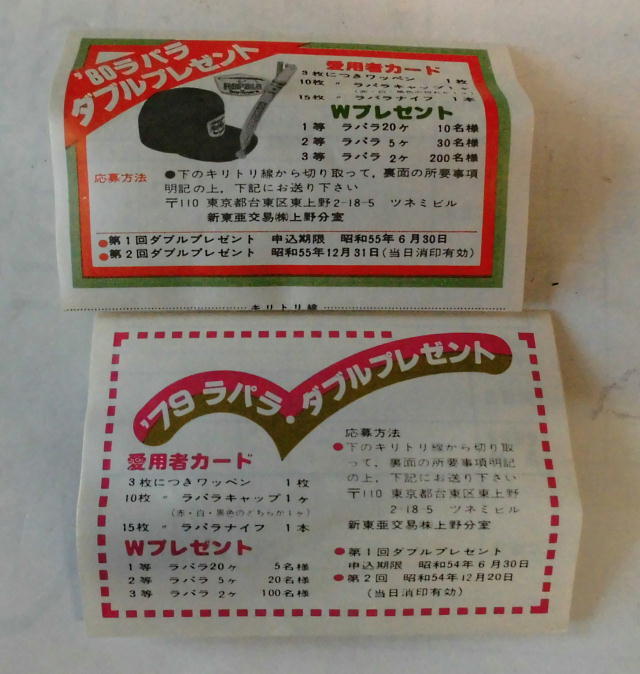 '80ラパラ
ダブルプレゼント
RAPALA
愛用者カード
3枚につきワッペン 1枚
10枚 〃 ラパラキャップ 1ヶ
15枚 〃 ラパラナイフ 1本
Wプレゼント
1等 ラパラ20ヶ 10名様
2等 ラパラ 5ヶ 30名様
3等 ラパラ 2ヶ 200名様
応募方法 ●下のキリトリ線から切り取って，裏面の所要事項
明記の上，下記にお送り下さい
〒110 東京都台東区東上野2-18-5 ツネミビル
新東亜交易㈱上野分室
●第1回ダブルプレゼント 申込期限 昭和55年6月30日
●第2回ダブルプレゼント 昭和55年12月31日(当日消印有効)
キリトリ線
'79 ラパラ・ダブルプレゼント
愛用者カード
3枚につきワッペン 1枚
10枚 〃 ラパラキャップ1ヶ
(赤・白・黒色のどちらか1ヶ)
15枚 〃 ラパラナイフ 1本
Wプレゼント
1等 ラパラ20ヶ 5名様
2等 ラパラ 5ヶ 20名様
3等 ラパラ 2ヶ 100名様
応募方法
●下のキリトリ線から切り取
って，裏面の所要事項明記
の上，下記にお送り下さい
〒110 東京都台東区東上野
2-18-5 ツネミビル
新東亜交易㈱上野分室
●第1回ダブルプレゼント
申込期限 昭和54年6月30日
●第2回 昭和54年12月20日
(当日消印有効)